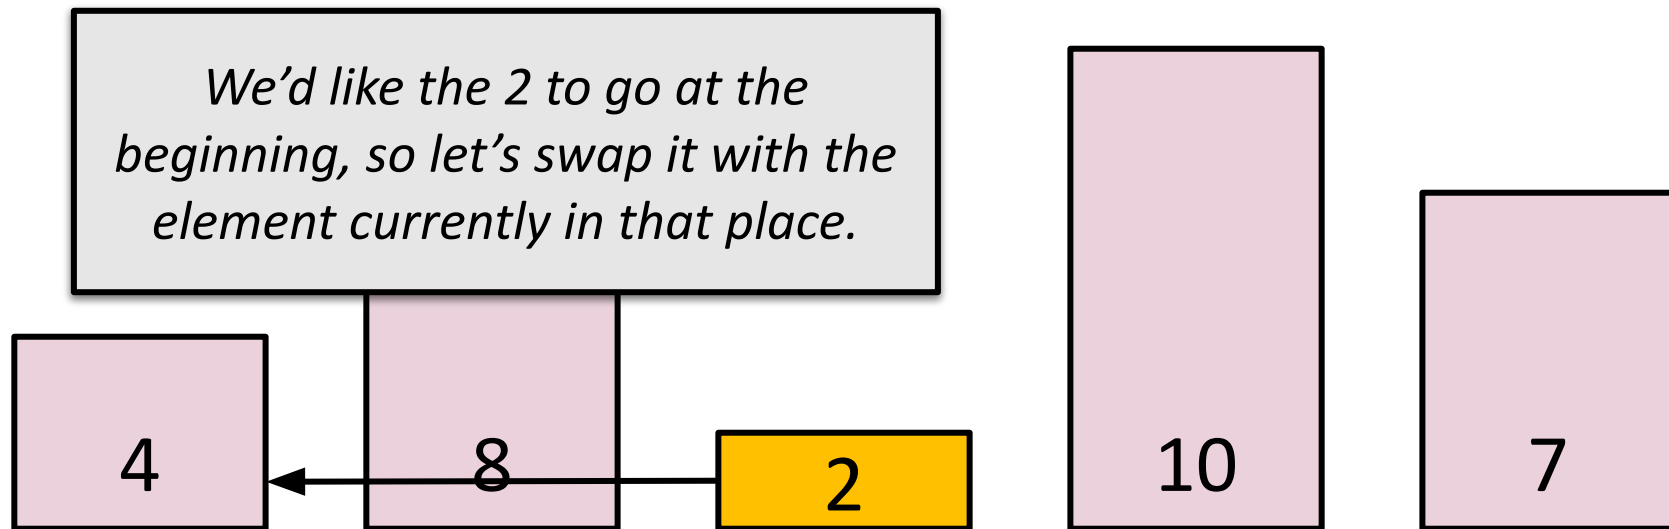 We’d like the 2 to go at the
beginning, so let’s swap it with the
element currently in that place.
4 8 2 10 7